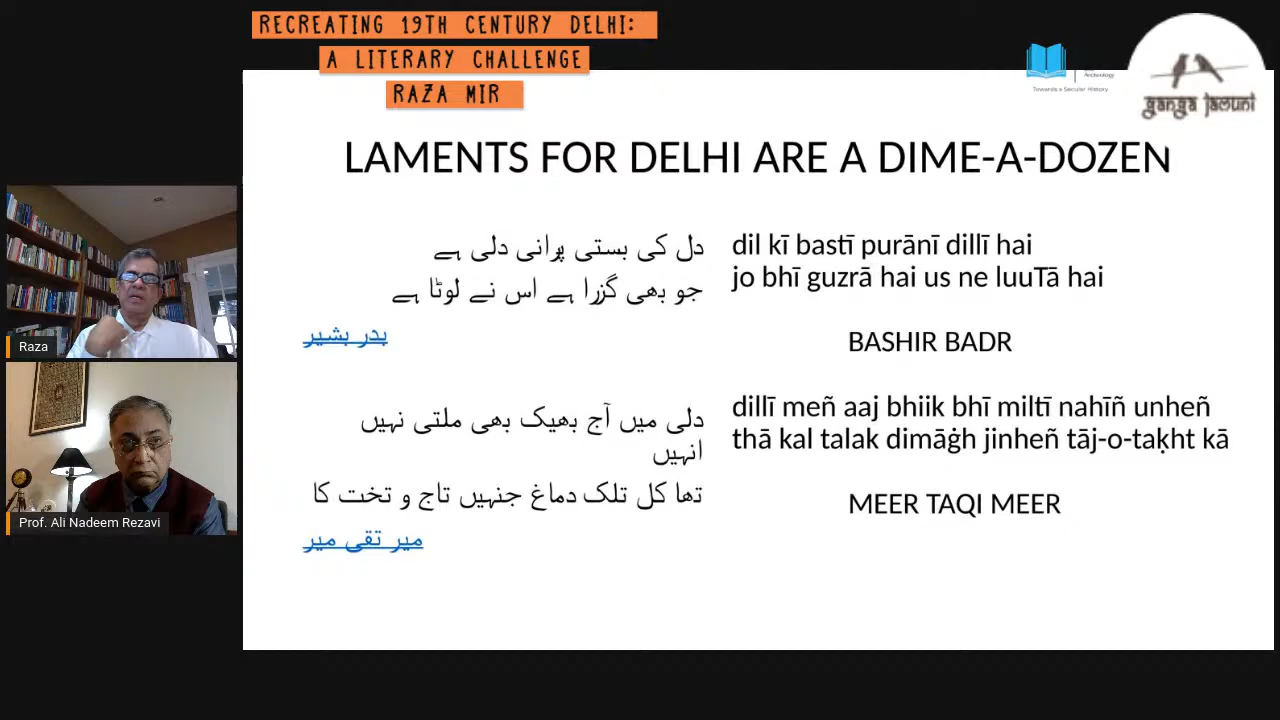 RECREATING 19TH CENTURY DELHI:
A LITERARY CHALLENGE
RAZA MIR
Archeology
Towards a Secular History
ganga jamuni
LAMENTS FOR DELHI ARE A DIME-A-DOZEN
دل کی بستی پرانی دلی ہے
جو بھی گزرا ہے اس نے لوٹا ہے
بدر بشیر
دلی میں آج بھیک بھی ملتی نہیں
انہیں
تھا کل تلک دماغ جنہیں تاج و تخت کا
میر تقی میر
dil kī bastī purānī dillī hai
jo bhī guzrā hai us ne luuTā hai
BASHIR BADR
dillī meñ aaj bhiik bhī miltī nahīñ unheñ
thā kal talak dimāġh jinheñ tāj-o-taḳht kā
MEER TAQI MEER
Raza
Prof. Ali Nadeem Rezavi